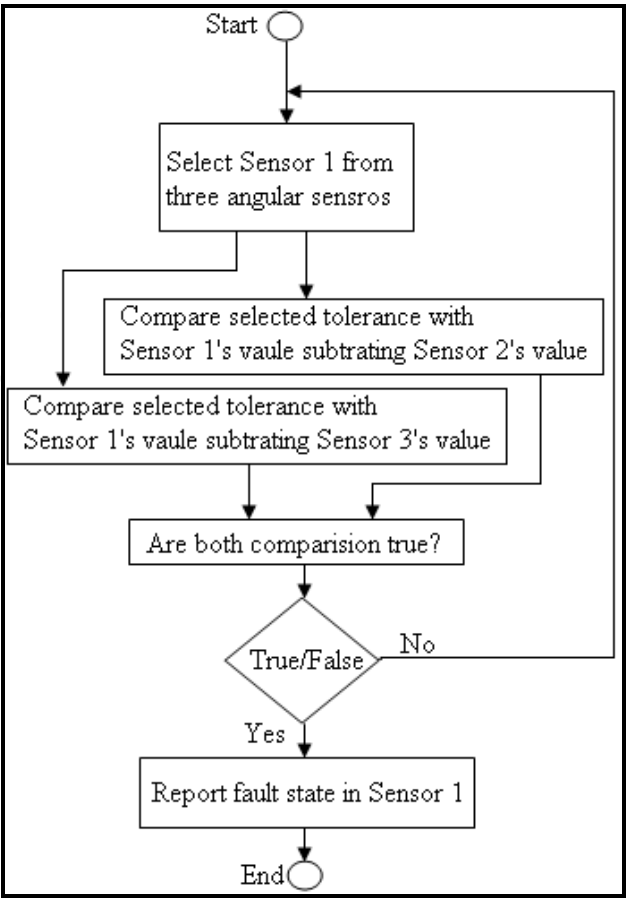 Start
Select Sensor 1 from
three angular sensros
Compare selected tolerance with
Sensor 1's vaule subtrating Sensor 2's value
Compare selected tolerance with
Sensor 1's vaule subtrating Sensor 3's value
Are both comparision true?
True/False
No
Yes
Report fault state in Sensor 1
End